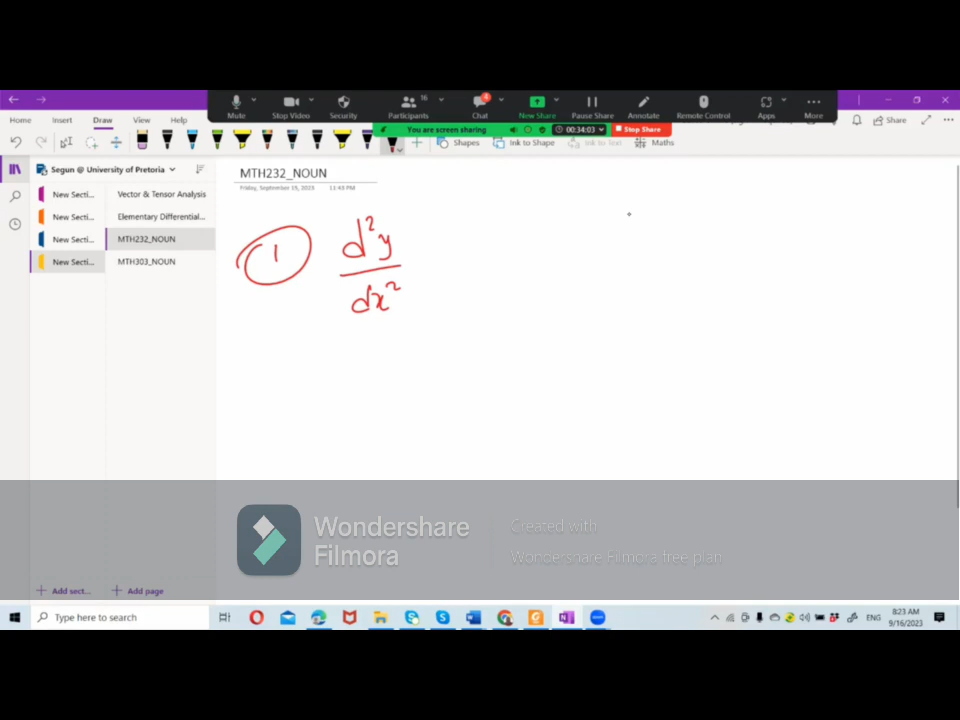 Mute
Stop Video
Security
16
Participants
4
Chat
New Share
Pause Share
Annotate
Remote Control
Apps
More
Home Insert Draw View Help
You are screen sharing
00:34:03
Stop Share
Share
Shapes
Ink to Shape
Ink to Text
Maths
Segun @ University of Pretoria
New Secti...
New Secti...
New Secti...
New Secti...
Vector & Tensor Analysis
Elementary Differential...
MTH232_NOUN
MTH303_NOUN
MTH232_NOUN
Friday, September 15, 2023 11:43 PM
1
d²y
dx²
Wondershare
Filmora
Created with
Wondershare Filmora free plan
+ Add sect...
+ Add page
Type here to search
ENG
8:23 AM
9/16/2023